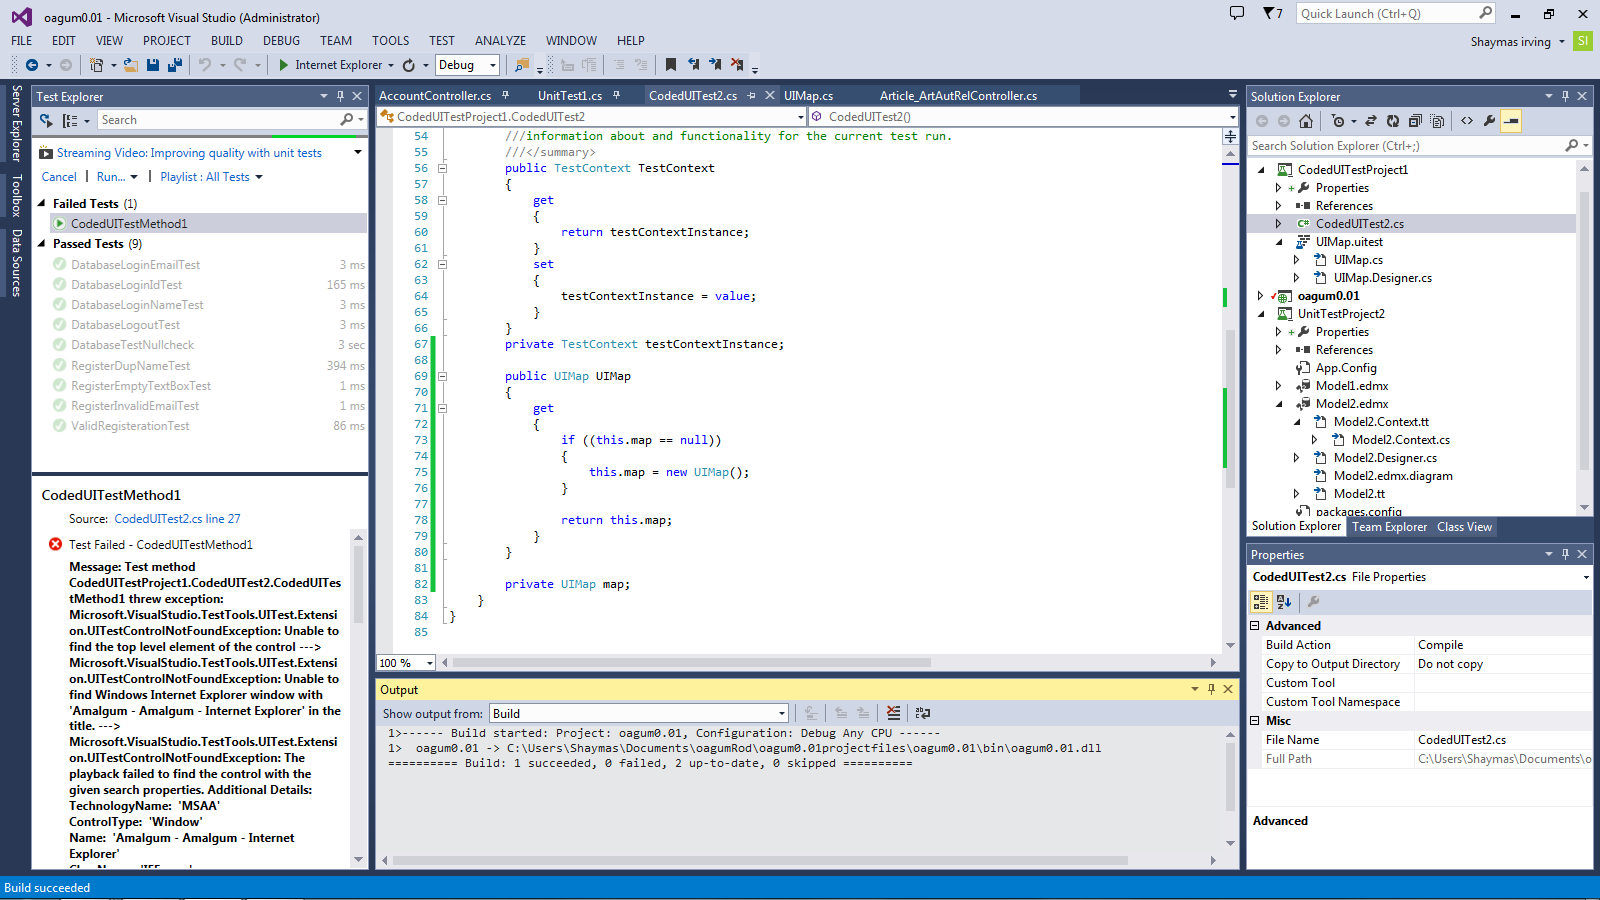 oagum0.01 - Microsoft Visual Studio (Administrator)
7
Quick Launch (Ctrl+Q)
FILE EDIT VIEW PROJECT BUILD DEBUG TEAM TOOLS TEST ANALYZE WINDOW HELP
Shaymas irving
SI
Internet Explorer
Debug
Server Explorer
Toolbox
Data Sources
Test Explorer
Search
Streaming Video: Improving quality with unit tests
Cancel | Run... | Playlist : All Tests
Failed Tests (1)
CodedUITestMethod1
Passed Tests (9)
DatabaseLoginEmailTest 3 ms
DatabaseLoginIdTest 165 ms
DatabaseLoginNameTest 3 ms
DatabaseLogoutTest 3 ms
DatabaseTestNullcheck 3 sec
RegisterDupNameTest 394 ms
RegisterEmptyTextBoxTest 1 ms
RegisterInvalidEmailTest 1 ms
ValidRegisterationTest 86 ms
CodedUITestMethod1
Source: CodedUITest2.cs line 27
Test Failed - CodedUITestMethod1
Message: Test method
CodedUITestProject1.CodedUITest2.CodedUITes
tMethod1 threw exception:
Microsoft.VisualStudio.TestTools.UITest.Extensi
on.UITestControlNotFoundException: Unable to
find the top level element of the control --->
Microsoft.VisualStudio.TestTools.UITest.Extensi
on.UITestControlNotFoundException: Unable to
find Windows Internet Explorer window with
'Amalgum - Amalgum - Internet Explorer' in the
title. --->
Microsoft.VisualStudio.TestTools.UITest.Extensi
on.UITestControlNotFoundException: The
playback failed to find the control with the
given search properties. Additional Details:
TechnologyName: 'MSAA'
ControlType: 'Window'
Name: 'Amalgum - Amalgum - Internet
Explorer'
AccountController.cs UnitTest1.cs CodedUITest2.cs UIMap.cs Article_ArtAutRelController.cs
CodedUITestProject1.CodedUITest2 CodedUITest2()
54 ///information about and functionality for the current test run.
55 ///</summary>
56 public TestContext TestContext
57 {
58 get
59 {
60 return testContextInstance;
61 }
62 set
63 {
64 testContextInstance = value;
65 }
66 }
67 private TestContext testContextInstance;
68
69 public UIMap UIMap
70 {
71 get
72 {
73 if ((this.map == null))
74 {
75 this.map = new UIMap();
76 }
77
78 return this.map;
79 }
80 }
81
82 private UIMap map;
83 }
84 }
85
100 %
Output
Show output from: Build
1>------ Build started: Project: oagum0.01, Configuration: Debug Any CPU ------
1> oagum0.01 -> C:\Users\Shaymas\Documents\oagumRod\oagum0.01projectfiles\oagum0.01\bin\oagum0.01.dll
========== Build: 1 succeeded, 0 failed, 2 up-to-date, 0 skipped ==========
Solution Explorer
Search Solution Explorer (Ctrl+;)
CodedUITestProject1
Properties
References
CodedUITest2.cs
UIMap.uitest
UIMap.cs
UIMap.Designer.cs
oagum0.01
UnitTestProject2
Properties
References
App.Config
Model1.edmx
Model2.edmx
Model2.Context.tt
Model2.Context.cs
Model2.Designer.cs
Model2.edmx.diagram
Model2.tt
packages.config
Solution Explorer Team Explorer Class View
Properties
CodedUITest2.cs File Properties
Advanced
Build Action Compile
Copy to Output Directory Do not copy
Custom Tool
Custom Tool Namespace
Misc
File Name CodedUITest2.cs
Full Path C:\Users\Shaymas\Documents\o
Advanced
Build succeeded